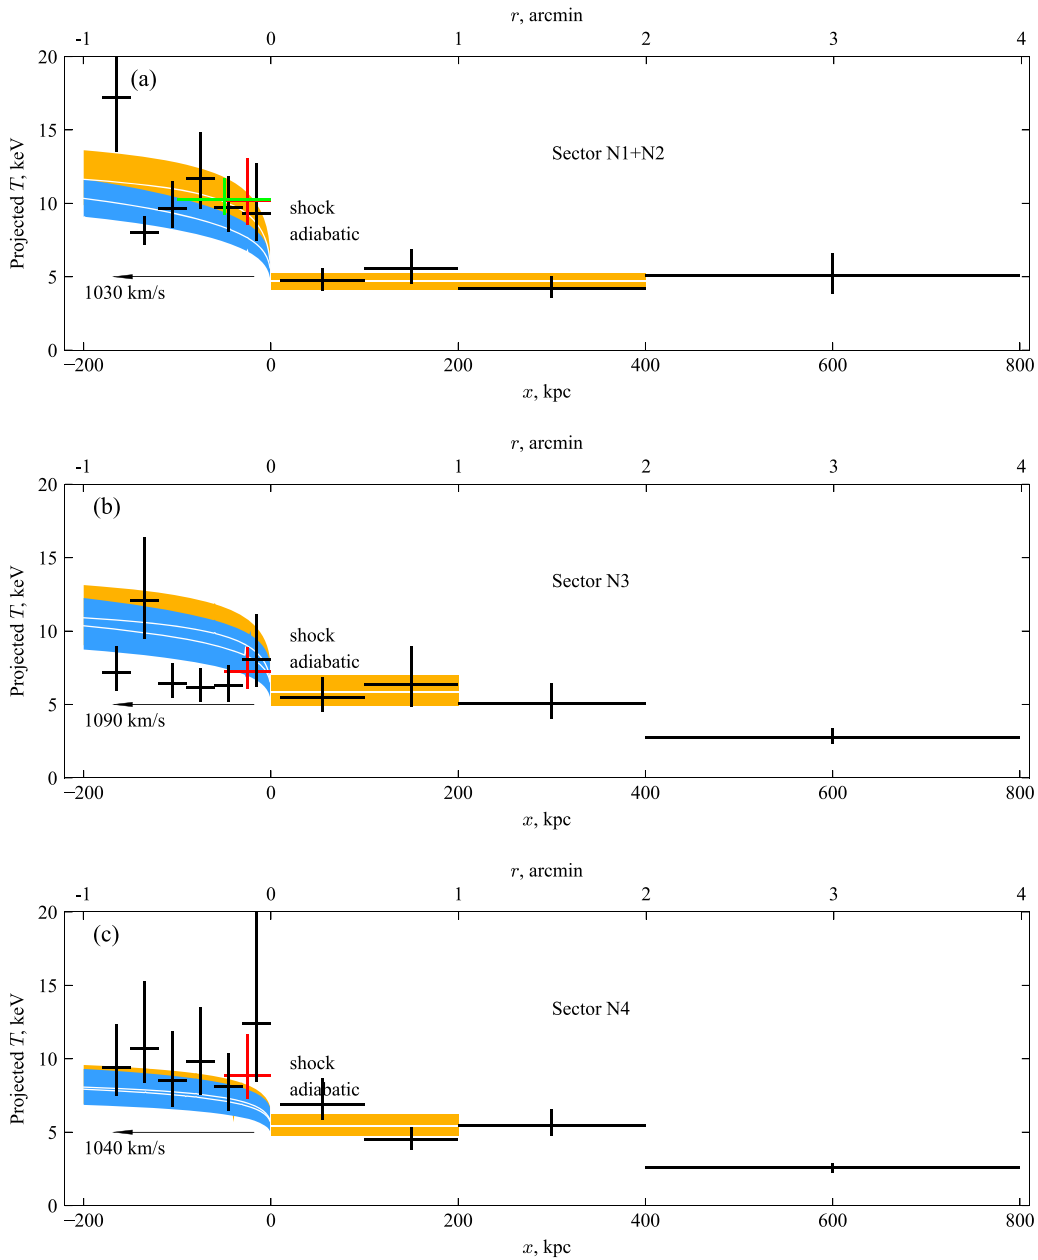 r, arcmin
-1 0 1 2 3 4
20
(a)
15
Sector N1+N2
Projected T, keV
10
shock
adiabatic
5
1030 km/s
0
−200 0 200 400 600 800
x, kpc
r, arcmin
-1 0 1 2 3 4
20
(b)
15
Sector N3
Projected T, keV
10
shock
adiabatic
5
1090 km/s
0
−200 0 200 400 600 800
x, kpc
r, arcmin
-1 0 1 2 3 4
20
(c)
15
Sector N4
Projected T, keV
10
shock
adiabatic
5
1040 km/s
0
−200 0 200 400 600 800
x, kpc